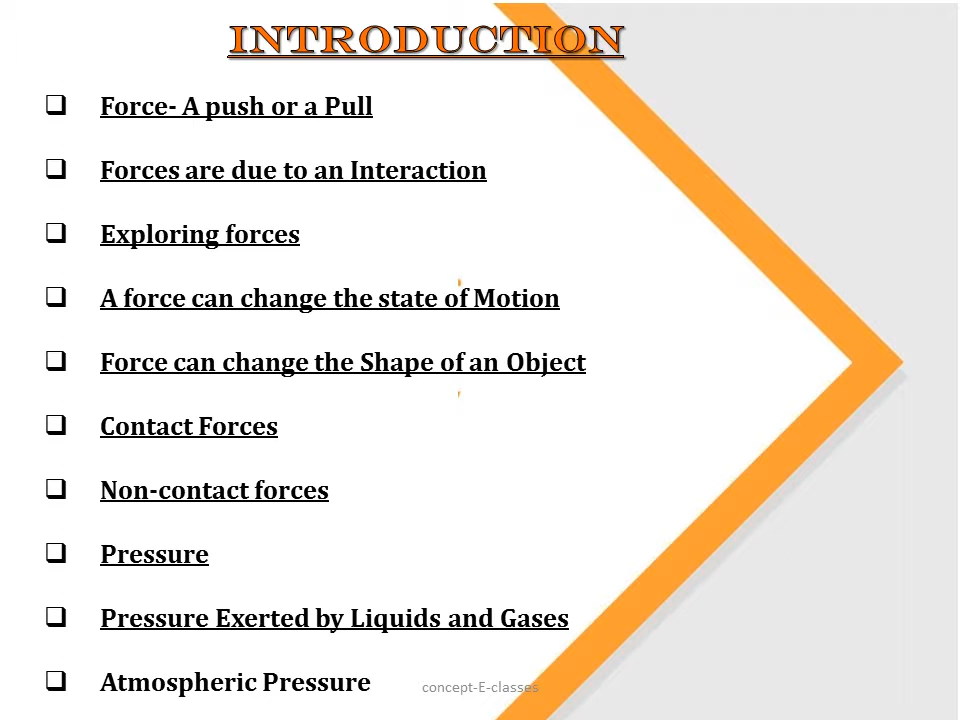 INTRODUCTION
Force- A push or a Pull
Forces are due to an Interaction
Exploring forces
A force can change the state of Motion
Force can change the Shape of an Object
Contact Forces
Non-contact forces
Pressure
Pressure Exerted by Liquids and Gases
Atmospheric Pressure
concept-E-classes